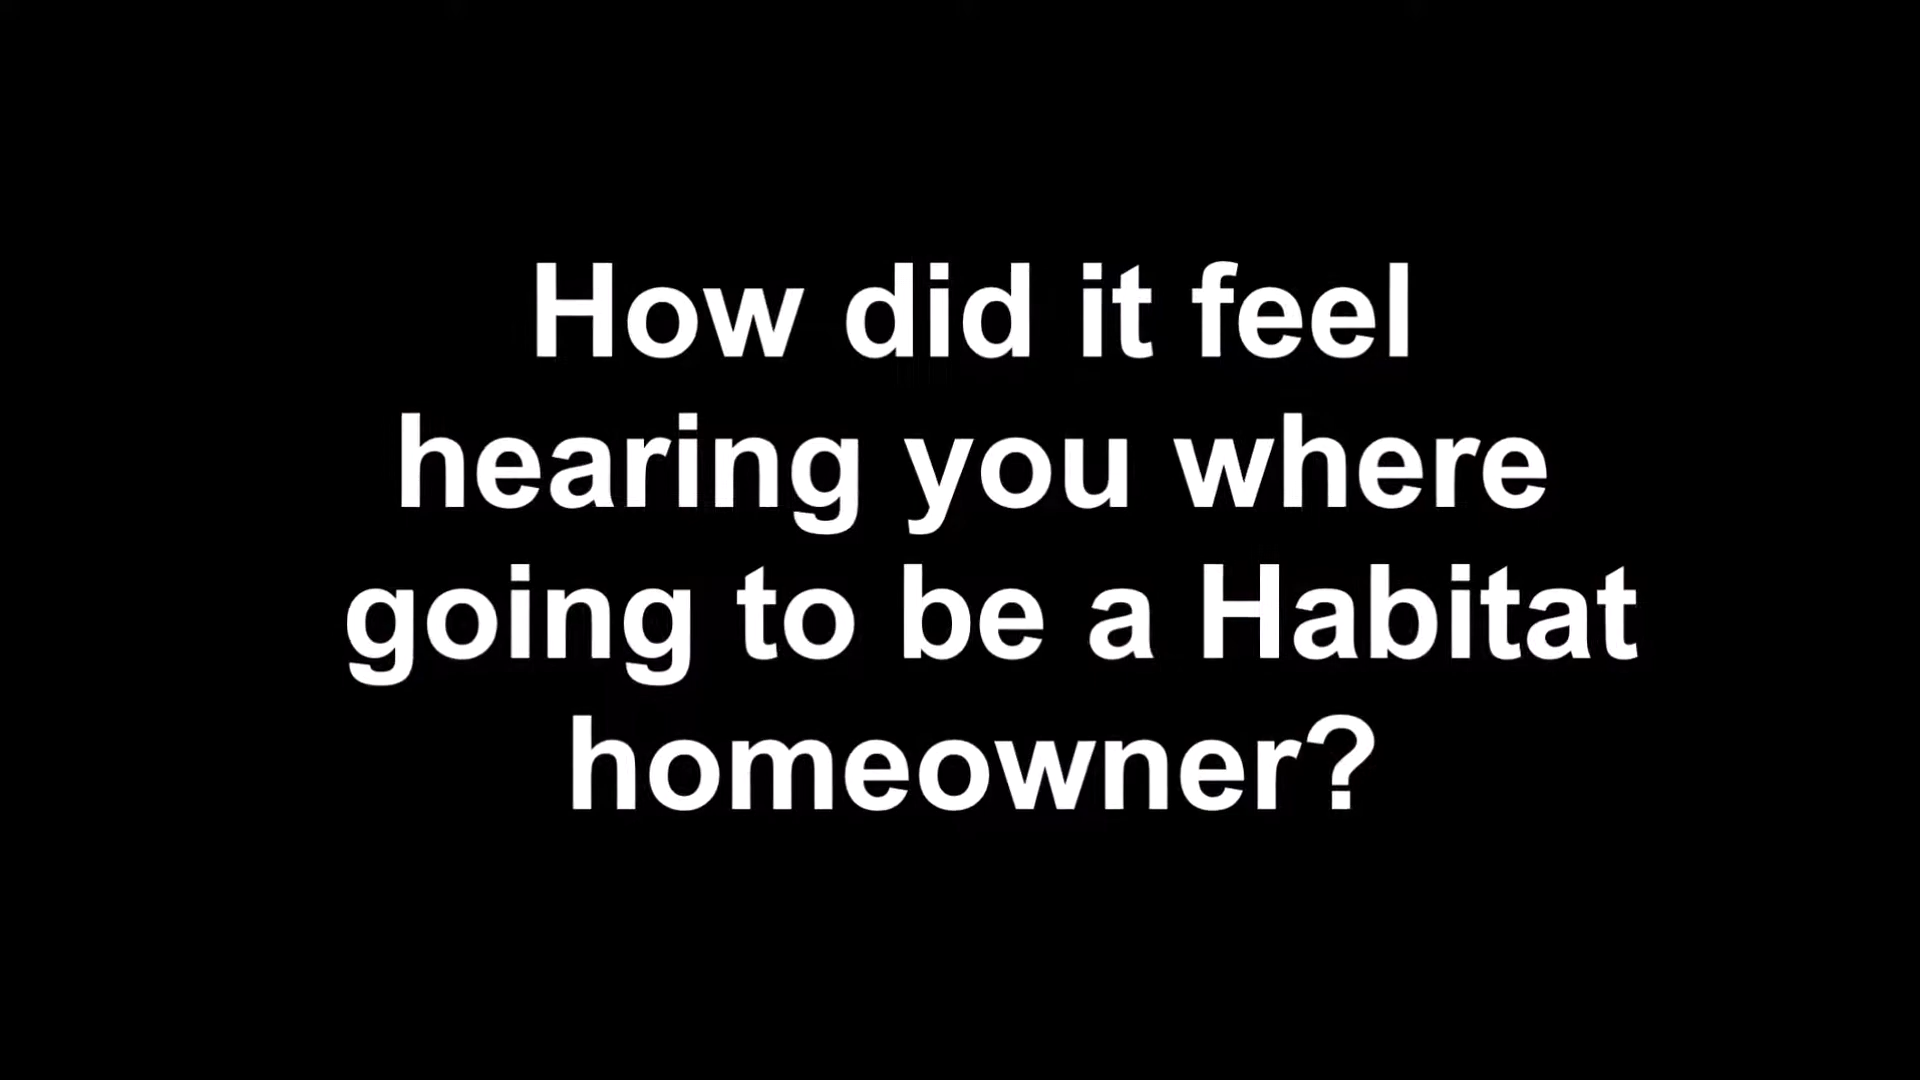 How did it feel
hearing you where
going to be a Habitat
homeowner?